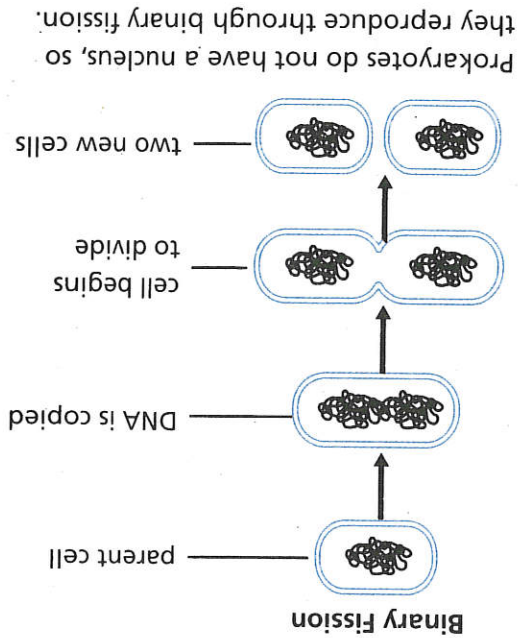 Binary Fission
parent cell
DNA is copied
cell begins
to divide
two new cells
Prokaryotes do not have a nucleus, so
they reproduce through binary fission.